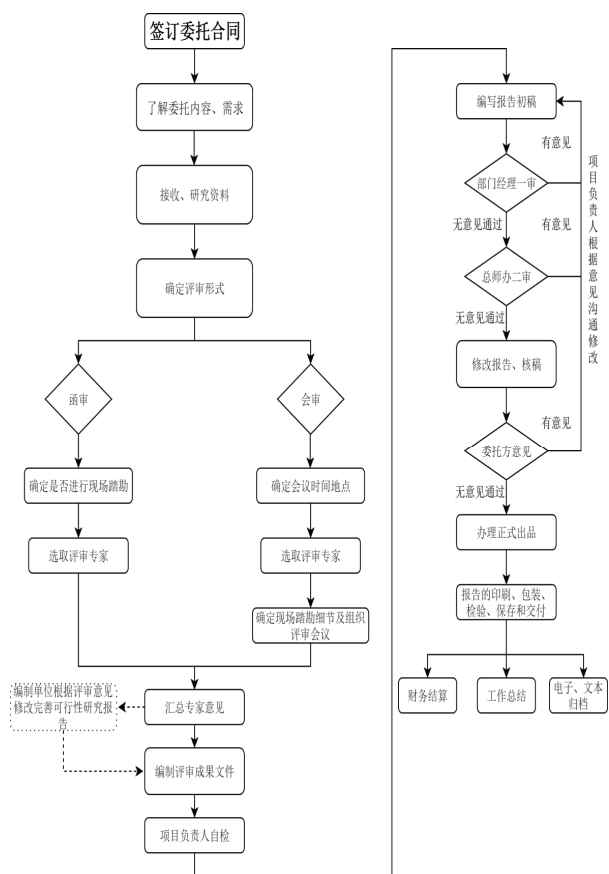 签订委托合同
了解委托内容、需求
接收、研究资料
确定评审形式
函审
会审
确定是否进行现场踏勘
确定会议时间地点
选取评审专家
选取评审专家
确定现场踏勘细节及组织
评审会议
编制单位根据评审意见
修改完善可行性研究报
告
汇总专家意见
编制评审成果文件
项目负责人自检
编写报告初稿
有意见
部门经理一审
无意见通过
有意见
总师办二审
无意见通过
修改报告、核稿
有意见
委托方意见
无意见通过
项目负责人根据意见沟通修改
办理正式出品
报告的印刷、包装、
检验、保存和交付
财务结算
工作总结
电子、文本
归档